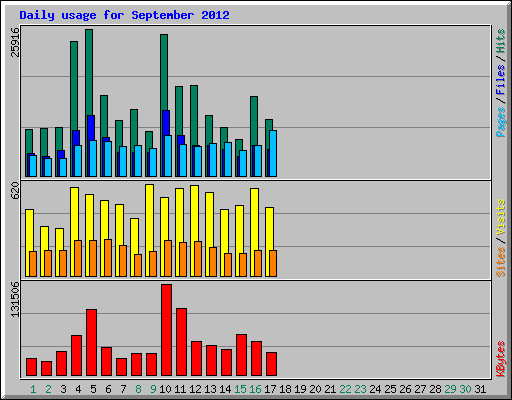 Daily usage for September 2012
25916
Pages / Files / Hits
620
Sites / Visits
131506
KBytes
1 2 3 4 5 6 7 8 9 10 11 12 13 14 15 16 17 18 19 20 21 22 23 24 25 26 27 28 29 30 31